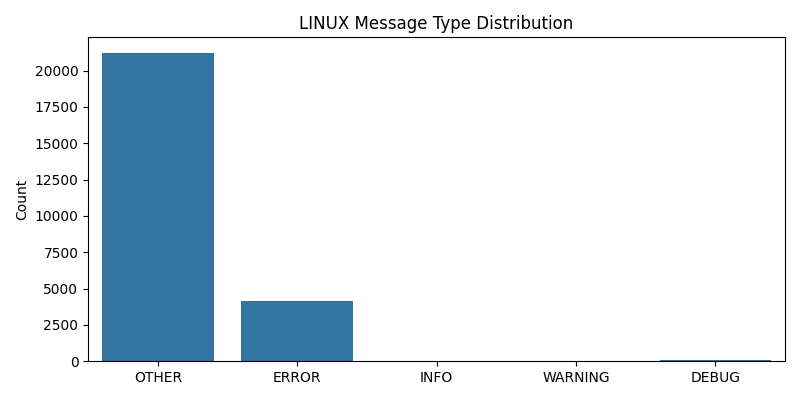 LINUX Message Type Distribution
Count
20000
17500
15000
12500
10000
7500
5000
2500
0
OTHER
ERROR
INFO
WARNING
DEBUG